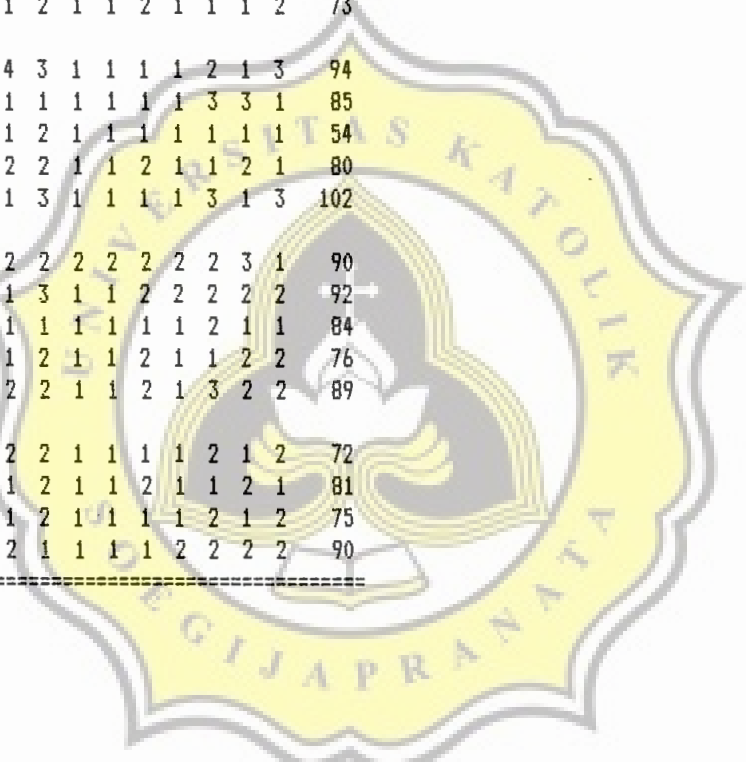 1 2 1 1 2 1 1 1 2 73
4 3 1 1 1 1 2 1 3 94
1 1 1 1 1 1 3 3 1 85
1 2 1 1 1 1 1 1 1 54
2 2 1 1 2 1 1 2 1 80
1 3 1 1 1 1 3 1 3 102
2 2 2 2 2 2 2 3 1 90
1 3 1 1 2 2 2 2 2 92
1 1 1 1 1 1 2 1 1 84
1 2 1 1 2 1 1 2 2 76
2 2 1 1 2 1 3 2 2 89
2 2 1 1 1 1 2 1 2 72
1 2 1 1 2 1 1 2 1 81
1 2 1 1 1 1 2 1 2 75
2 1 1 1 1 2 2 2 2 90
UNIVERSITAS KATOLIK
SOEGIJAPRANATA